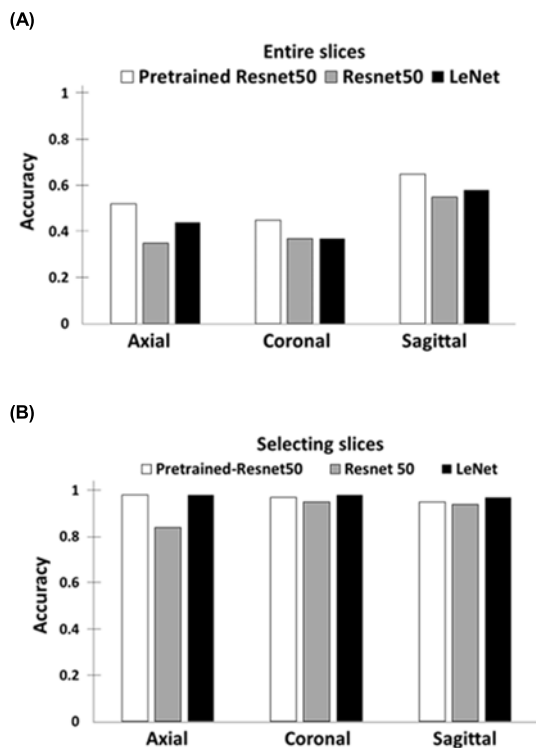 (A)
Entire slices
Pretrained Resnet50 Resnet50 LeNet
1
0.8
0.6
0.4
0.2
0
Accuracy
Axial Coronal Sagittal
(B)
Selecting slices
Pretrained-Resnet50 Resnet 50 LeNet
1
0.8
0.6
0.4
0.2
0
Accuracy
Axial Coronal Sagittal